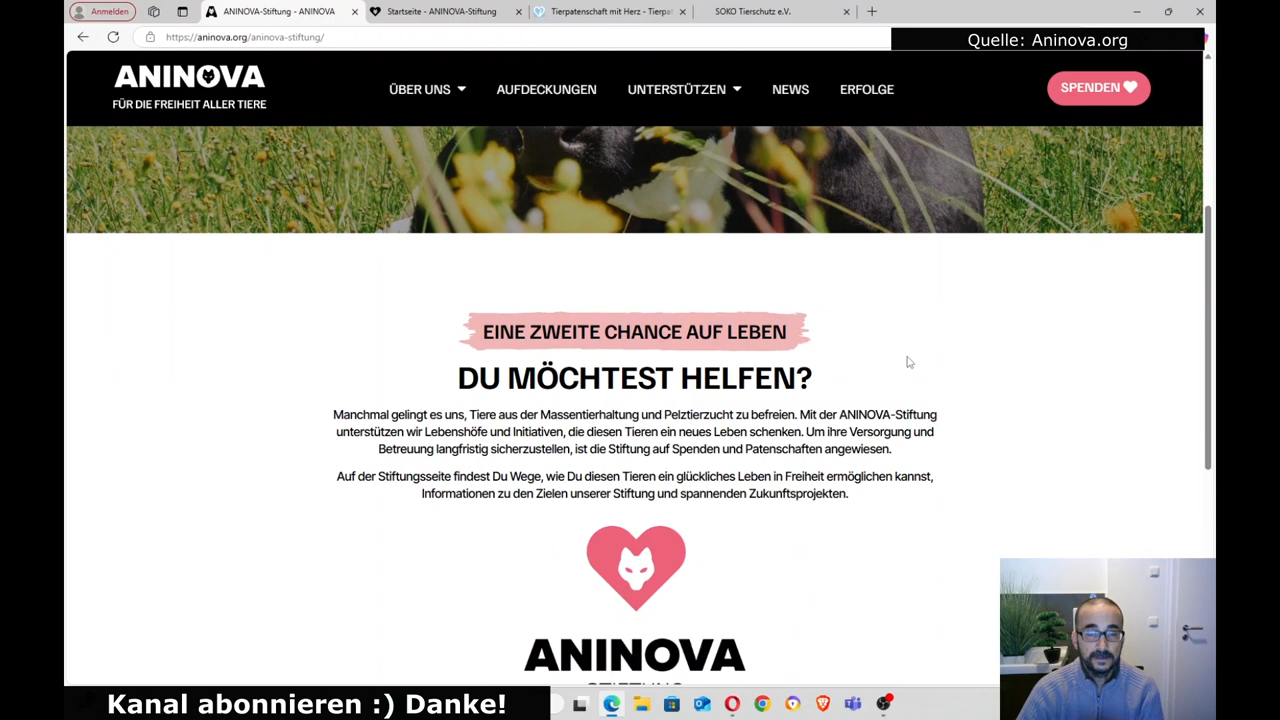 Anmelden
ANINOVA-Stiftung - ANINOVA
Startseite - ANINOVA-Stiftung
Tierpatenschaft mit Herz - Tierpat
SOKO Tierschutz e.V.
https://aninova.org/aninova-stiftung/
Quelle: Aninova.org
ANINOVA
FÜR DIE FREIHEIT ALLER TIERE
ÜBER UNS
AUFDECKUNGEN
UNTERSTÜTZEN
NEWS
ERFOLGE
SPENDEN
EINE ZWEITE CHANCE AUF LEBEN
DU MÖCHTEST HELFEN?
Manchmal gelingt es uns, Tiere aus der Massentierhaltung und Pelztierzucht zu befreien. Mit der ANINOVA-Stiftung
unterstützen wir Lebenshöfe und Initiativen, die diesen Tieren ein neues Leben schenken. Um ihre Versorgung und
Betreuung langfristig sicherzustellen, ist die Stiftung auf Spenden und Patenschaften angewiesen.
Auf der Stiftungsseite findest Du Wege, wie Du diesen Tieren ein glückliches Leben in Freiheit ermöglichen kannst,
Informationen zu den Zielen unserer Stiftung und spannenden Zukunftsprojekten.
ANINOVA
Kanal abonnieren :) Danke!